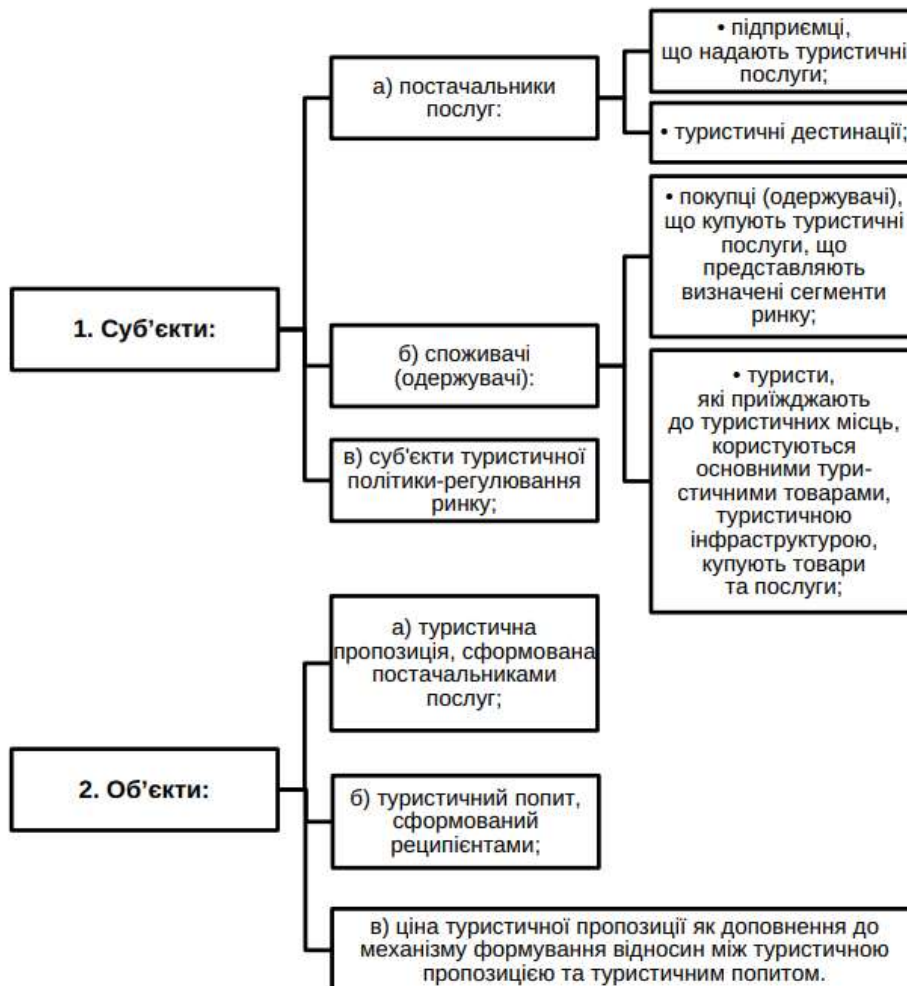 1. Суб’єкти:
а) постачальники
послуг:
• підприємці,
що надають туристичні
послуги;
• туристичні дестинації;
б) споживачі
(одержувачі):
• покупці (одержувачі),
що купують туристичні
послуги, що
представляють
визначені сегменти
ринку;
• туристи,
які приїжджають
до туристичних місць,
користуються
основними тури-
стичними товарами,
туристичною
інфраструктурою,
купують товари
та послуги;
в) суб'єкти туристичної
політики-регулювання
ринку;
2. Об’єкти:
а) туристична
пропозиція, сформована
постачальниками
послуг;
б) туристичний попит,
сформований
реципієнтами;
в) ціна туристичної пропозиції як доповнення до
механізму формування відносин між туристичною
пропозицією та туристичним попитом.